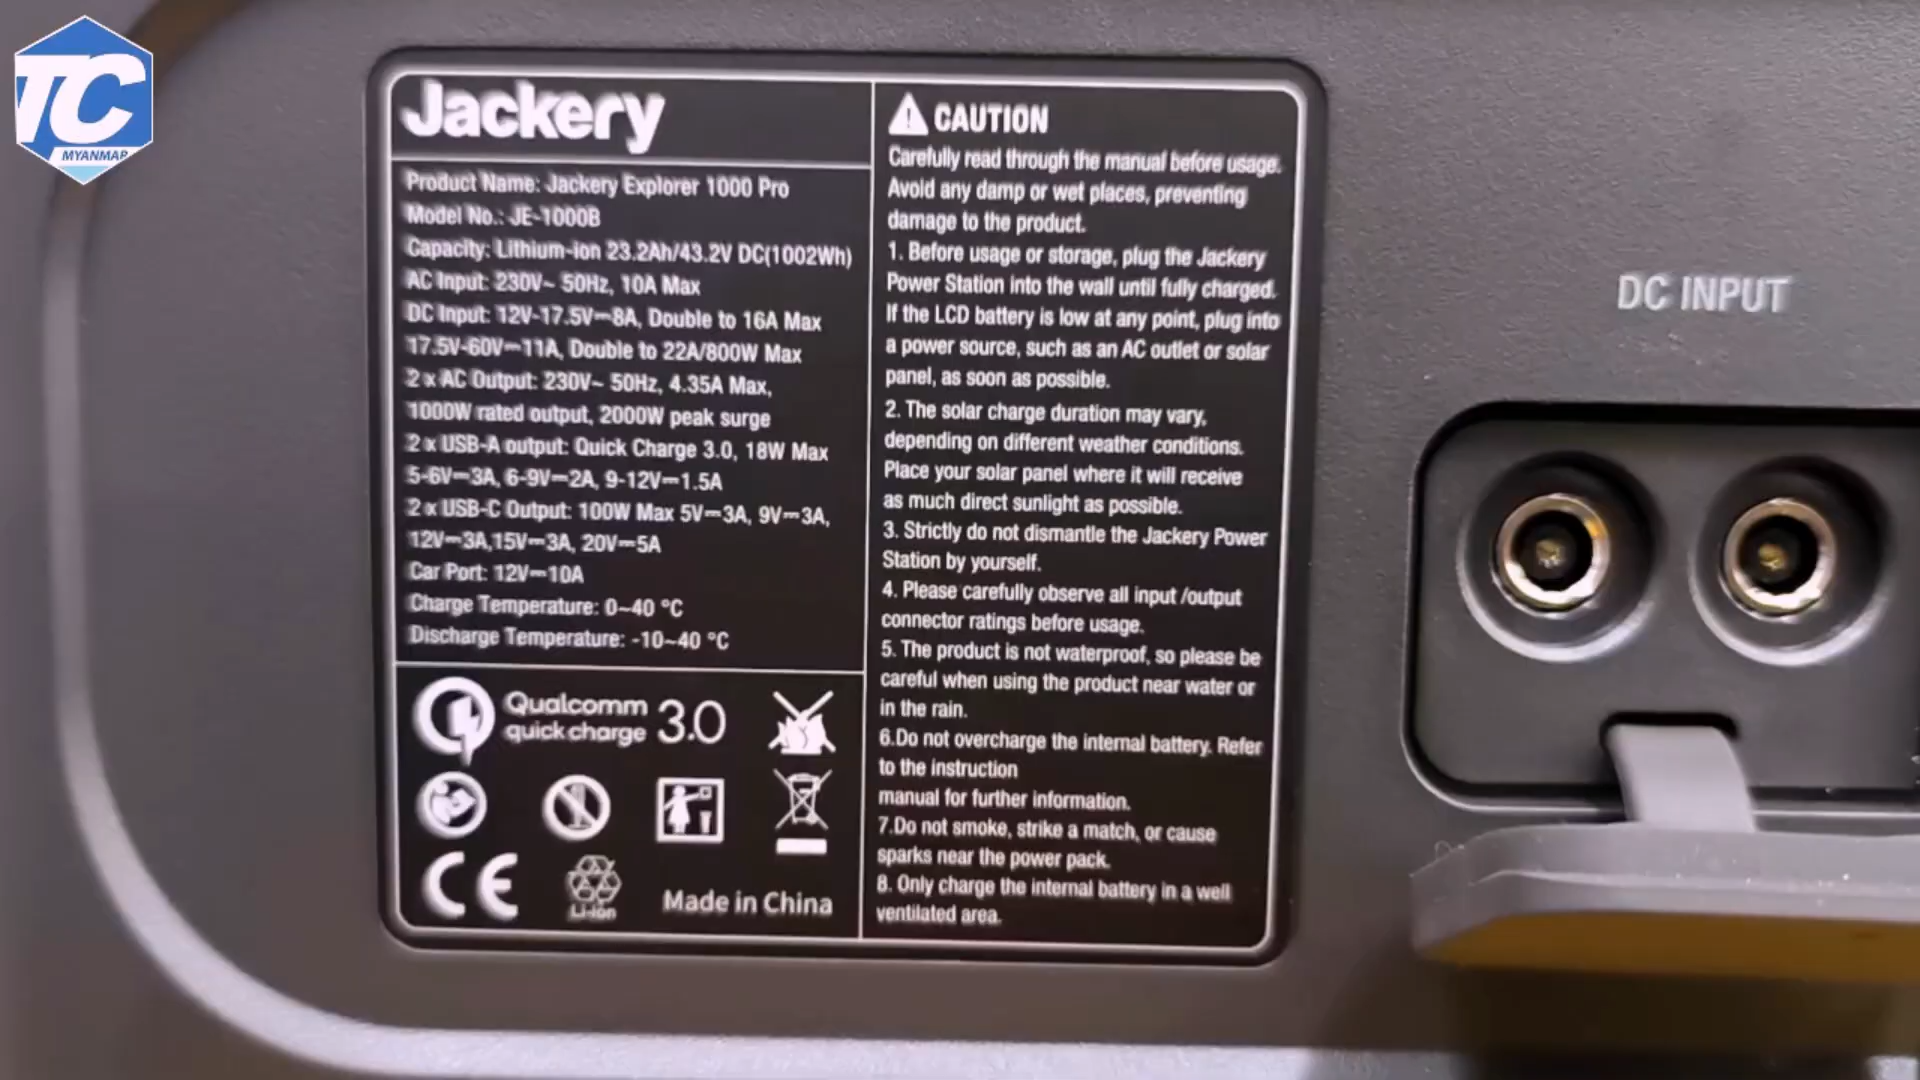 TC
MYANMAR
Jackery
Product Name: Jackery Explorer 1000 Pro
Model No.: JE-1000B
Capacity: Lithium-ion 23.2Ah/43.2V DC(1002Wh)
AC Input: 230V~ 50Hz, 10A Max
DC Input: 12V-17.5V⎓8A, Double to 16A Max
17.5V-60V⎓11A, Double to 22A/800W Max
2 x AC Output: 230V~ 50Hz, 4.35A Max,
1000W rated output, 2000W peak surge
2 x USB-A output: Quick Charge 3.0, 18W Max
5-6V⎓3A, 6-9V⎓2A, 9-12V⎓1.5A
2 x USB-C Output: 100W Max 5V⎓3A, 9V⎓3A,
12V⎓3A,15V⎓3A, 20V⎓5A
Car Port: 12V⎓10A
Charge Temperature: 0~40 °C
Discharge Temperature: -10~40 °C
Qualcomm
quick charge 3.0
CE
Li-ion
Made in China
CAUTION
Carefully read through the manual before usage.
Avoid any damp or wet places, preventing
damage to the product.
1. Before usage or storage, plug the Jackery
Power Station into the wall until fully charged.
If the LCD battery is low at any point, plug into
a power source, such as an AC outlet or solar
panel, as soon as possible.
2. The solar charge duration may vary,
depending on different weather conditions.
Place your solar panel where it will receive
as much direct sunlight as possible.
3. Strictly do not dismantle the Jackery Power
Station by yourself.
4. Please carefully observe all input /output
connector ratings before usage.
5. The product is not waterproof, so please be
careful when using the product near water or
in the rain.
6.Do not overcharge the internal battery. Refer
to the instruction
manual for further information.
7.Do not smoke, strike a match, or cause
sparks near the power pack.
8. Only charge the internal battery in a well
ventilated area.
DC INPUT